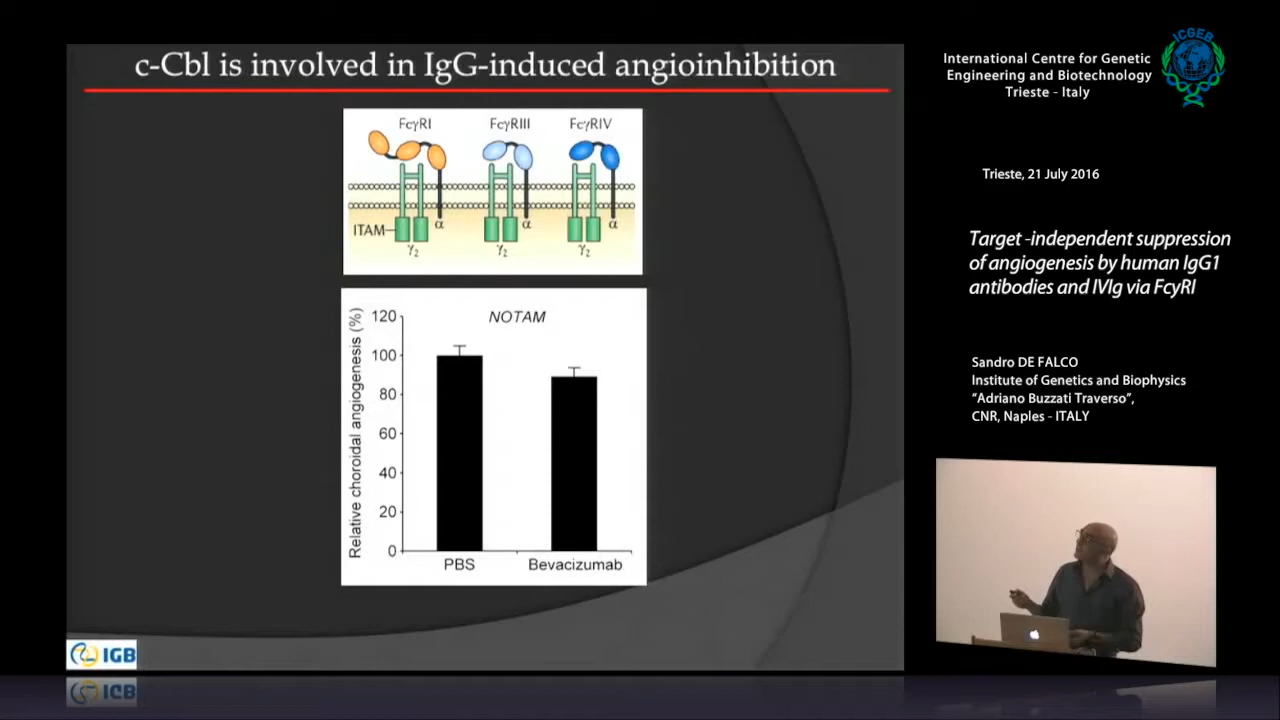 c-Cbl is involved in IgG-induced angioinhibition
FcγRI
FcγRIII
FcγRIV
ITAM
α
α
α
γ2
γ2
γ2
NOTAM
Relative choroidal angiogenesis (%)
120
100
80
60
40
20
0
PBS
Bevacizumab
IGB
International Centre for Genetic
Engineering and Biotechnology
Trieste - Italy
ICGEB
Trieste, 21 July 2016
Target -independent suppression
of angiogenesis by human IgG1
antibodies and IVIg via FcγRI
Sandro DE FALCO
Institute of Genetics and Biophysics
“Adriano Buzzati Traverso”,
CNR, Naples - ITALY